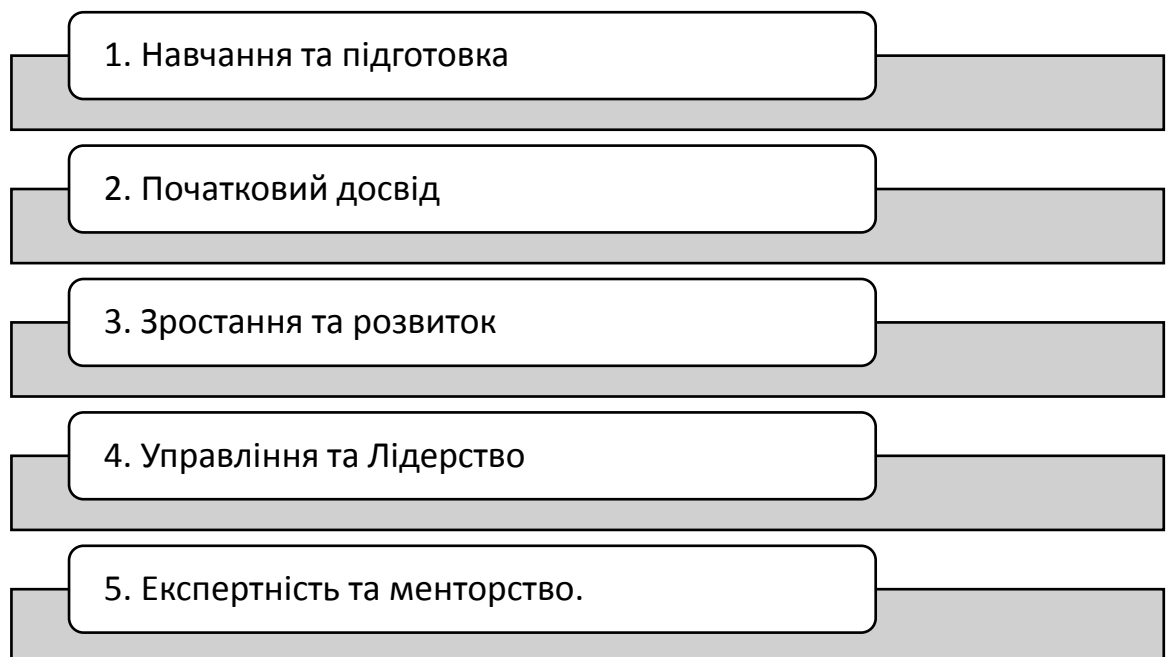 1. Навчання та підготовка
2. Початковий досвід
3. Зростання та розвиток
4. Управління та Лідерство
5. Експертність та менторство.